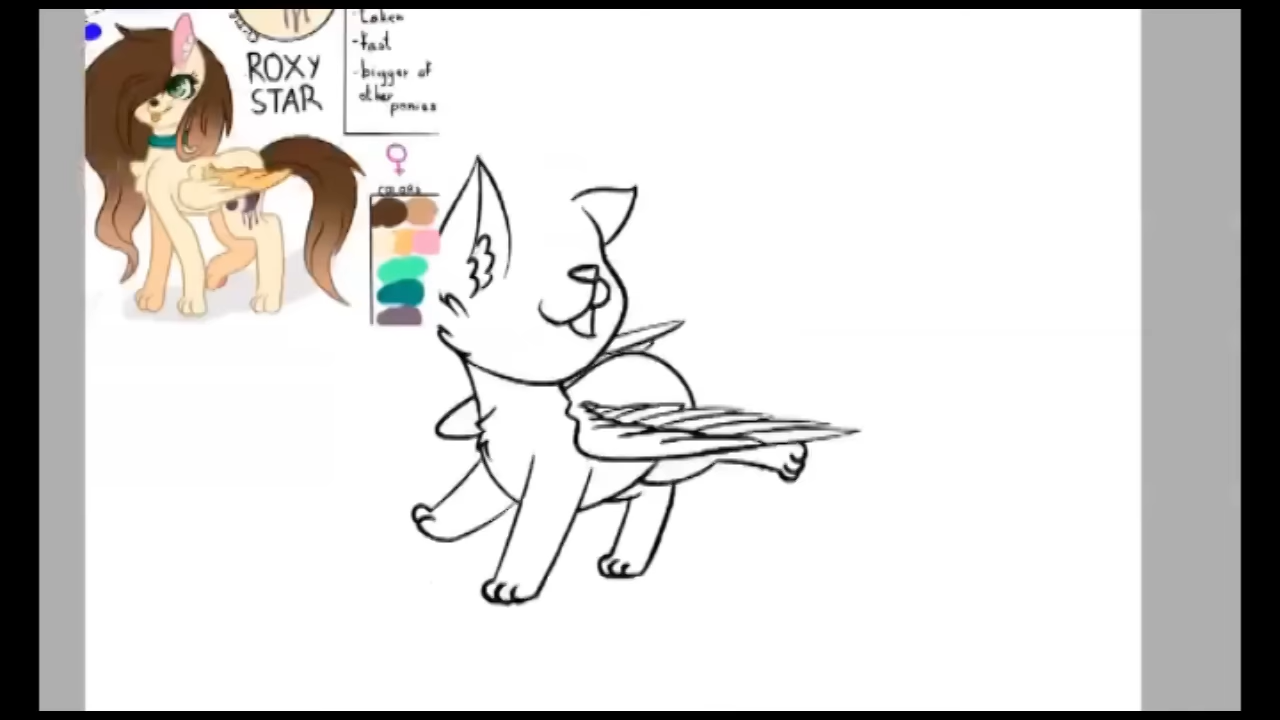 ROXY
STAR
-taken
-fast
-bigger of
other
ponies
COLORS